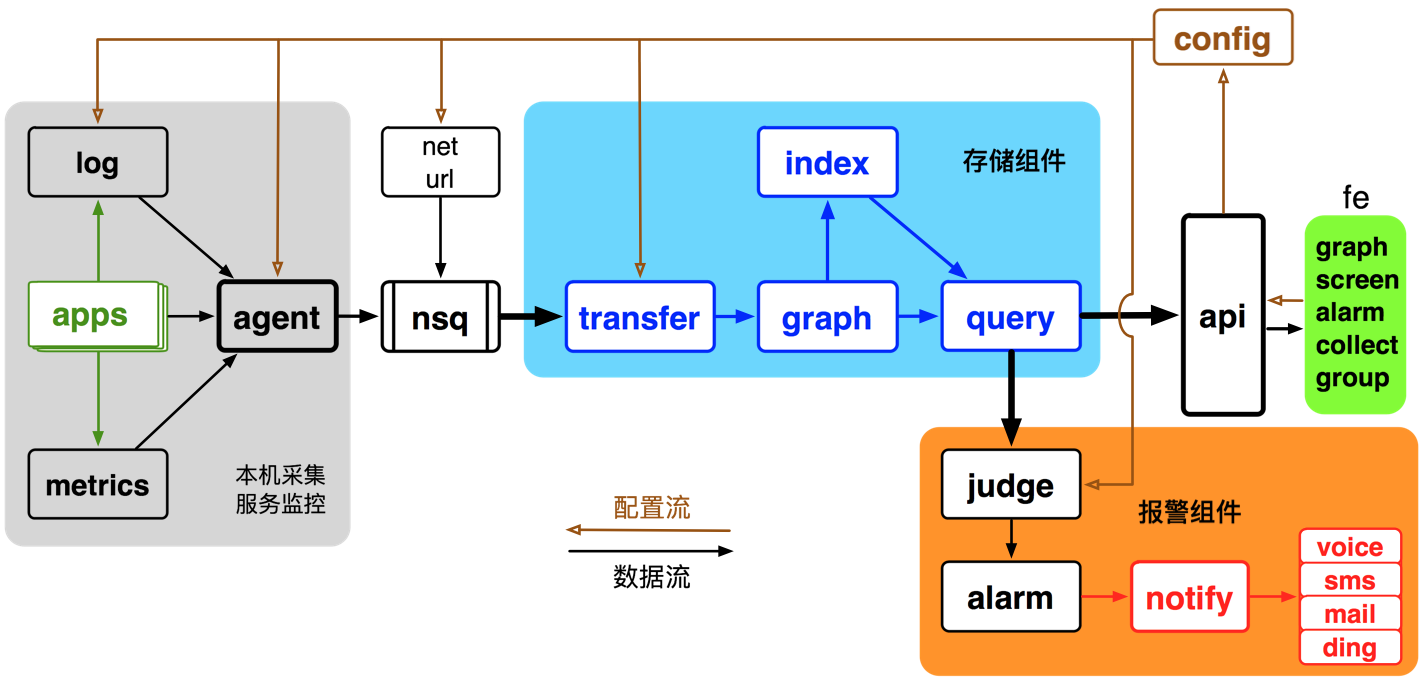 config
log
net
url
index
存储组件
fe
apps
agent
nsq
transfer
graph
query
api
graph
screen
alarm
collect
group
metrics
本机采集
服务监控
配置流
数据流
judge
报警组件
alarm
notify
voice
sms
mail
ding